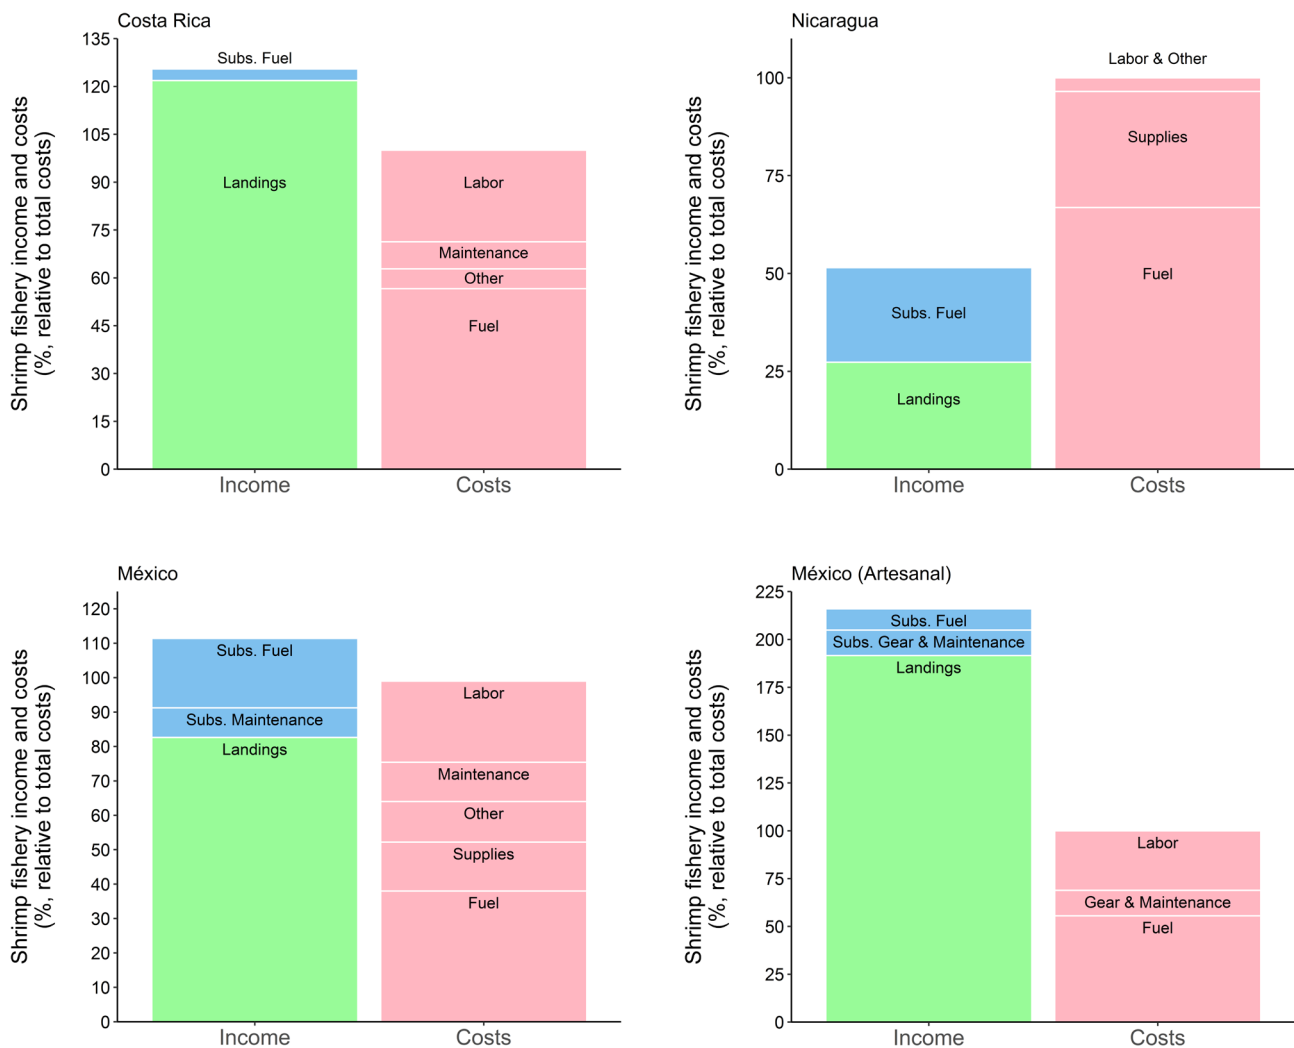 Costa Rica
Shrimp fishery income and costs
(%, relative to total costs)
135
120
105
90
75
60
45
30
15
0
Subs. Fuel
Landings
Labor
Maintenance
Other
Fuel
Income
Costs
Nicaragua
Shrimp fishery income and costs
(%, relative to total costs)
100
75
50
25
0
Subs. Fuel
Landings
Labor & Other
Supplies
Fuel
Income
Costs
México
Shrimp fishery income and costs
(%, relative to total costs)
120
110
100
90
80
70
60
50
40
30
20
10
0
Subs. Fuel
Subs. Maintenance
Landings
Labor
Maintenance
Other
Supplies
Fuel
Income
Costs
México (Artesanal)
Shrimp fishery income and costs
(%, relative to total costs)
225
200
175
150
125
100
75
50
25
0
Subs. Fuel
Subs. Gear & Maintenance
Landings
Labor
Gear & Maintenance
Fuel
Income
Costs